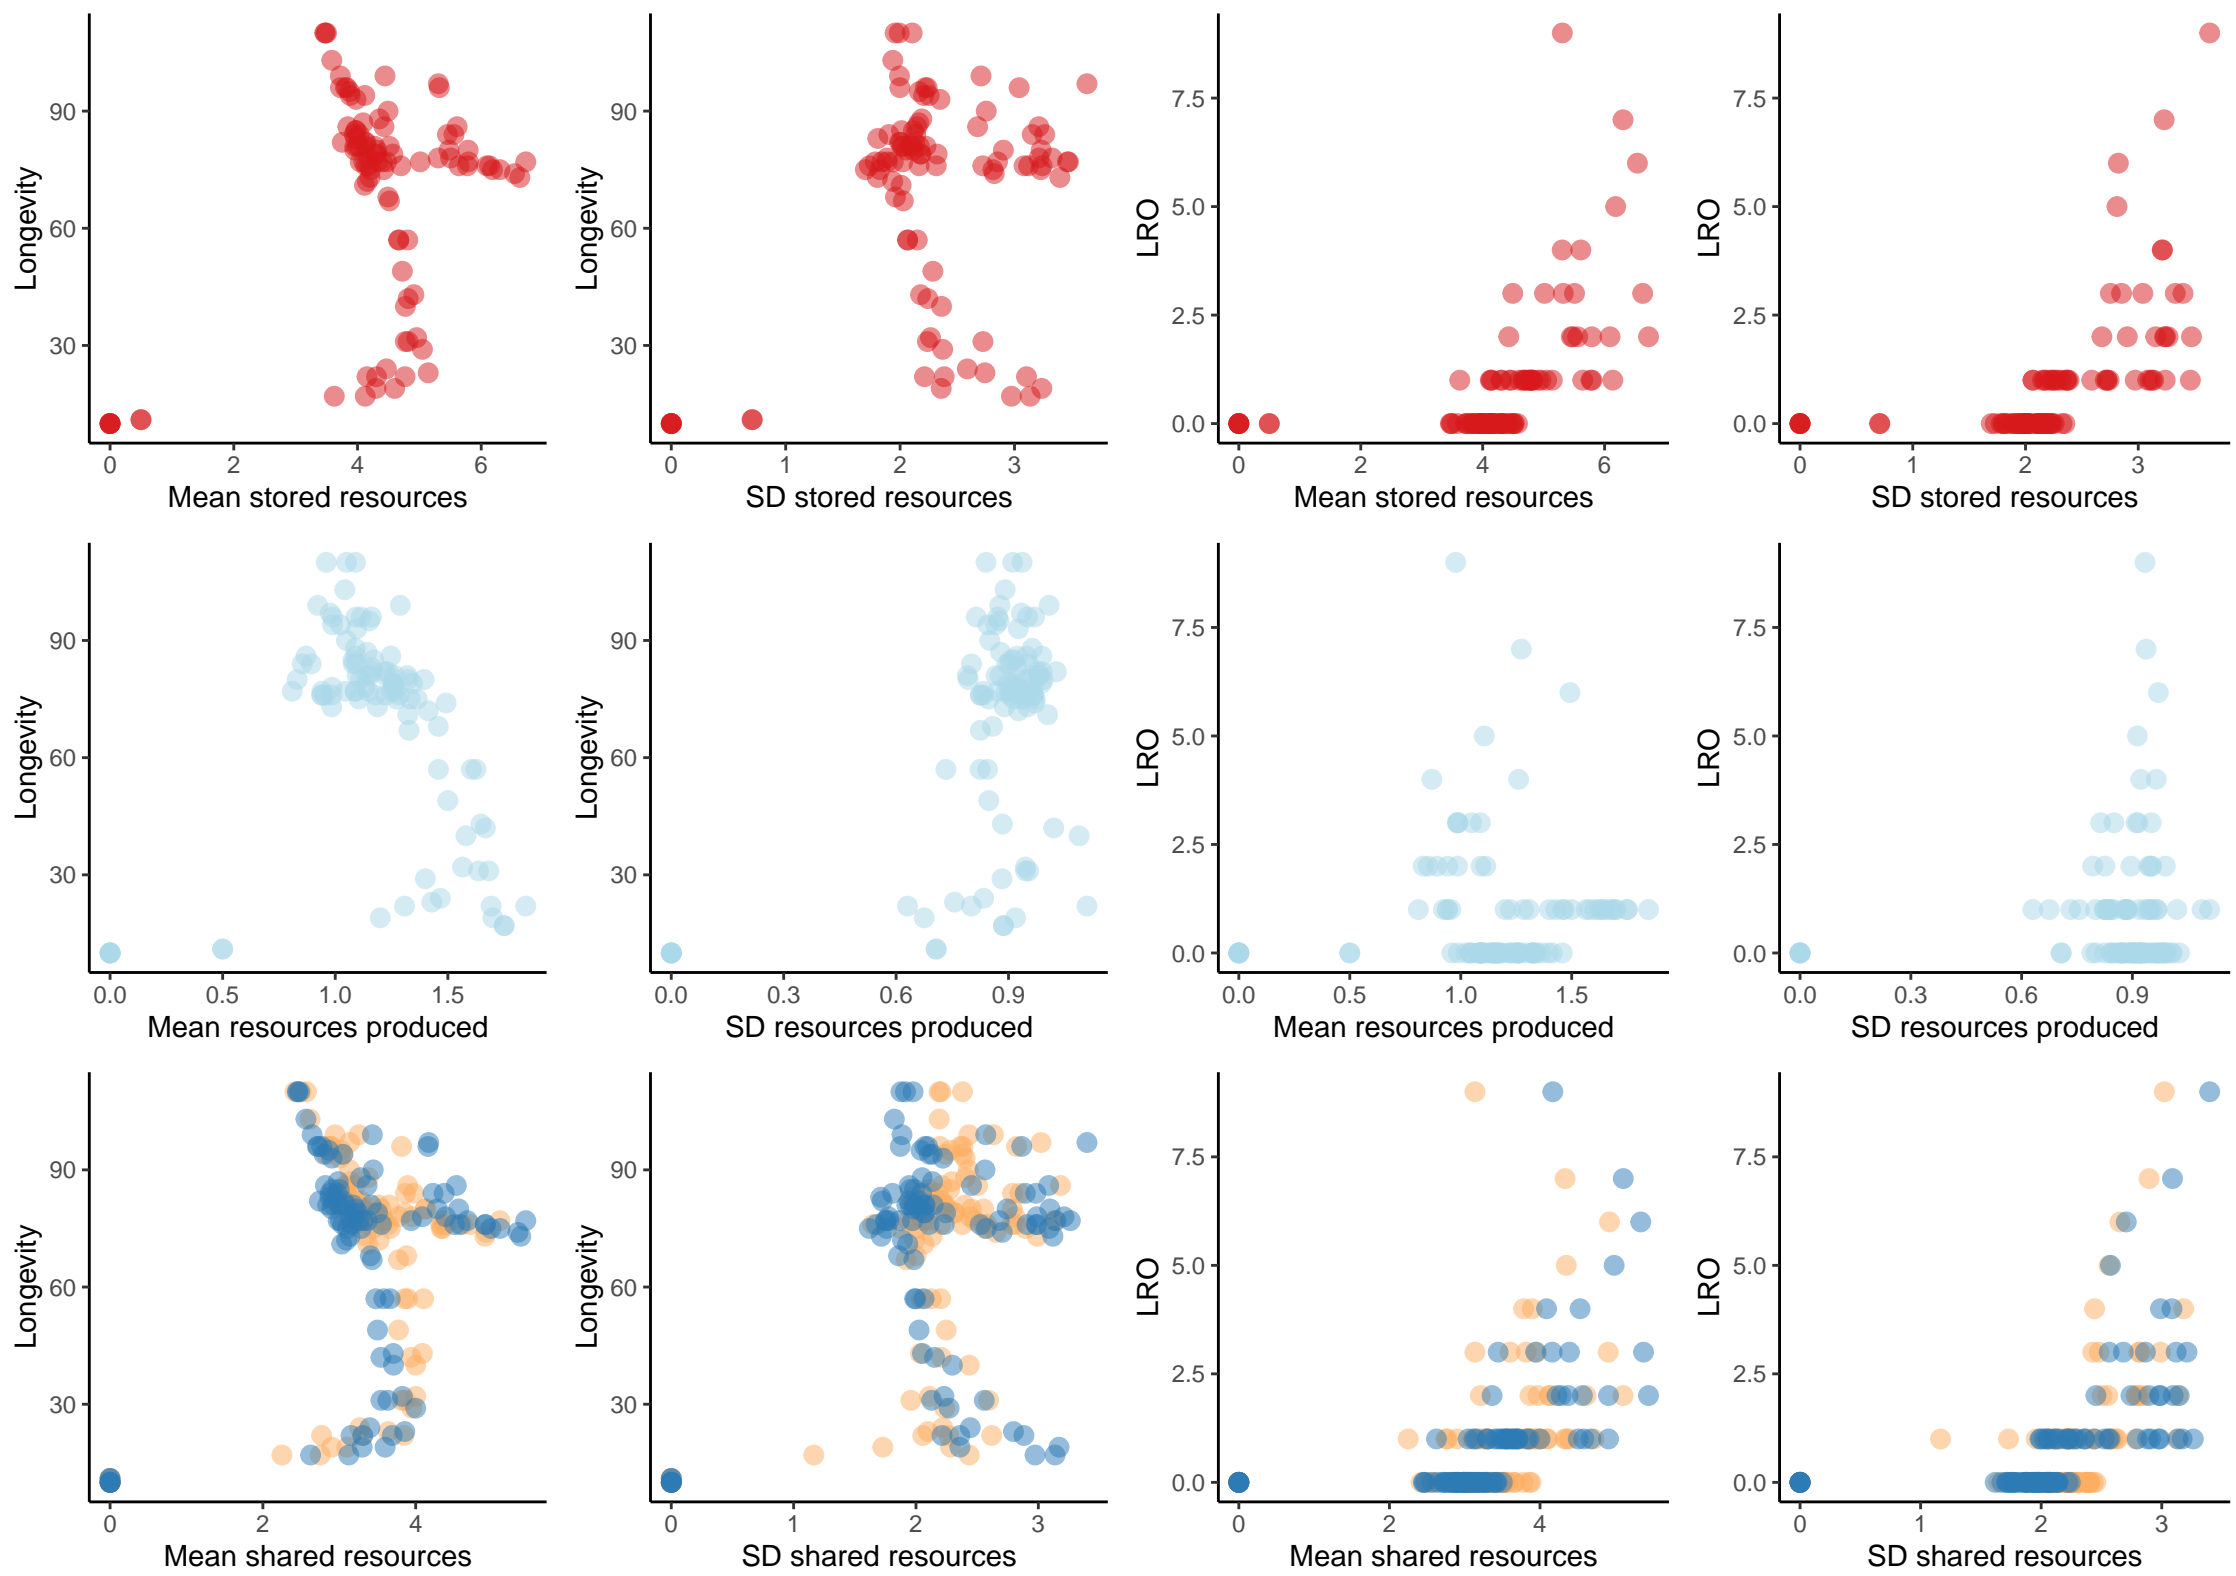 Longevity
90
60
30
0 2 4 6
Mean stored resources
Longevity
90
60
30
0 1 2 3
SD stored resources
LRO
7.5
5.0
2.5
0.0
0 2 4 6
Mean stored resources
LRO
7.5
5.0
2.5
0.0
0 1 2 3
SD stored resources
Longevity
90
60
30
0.0 0.5 1.0 1.5
Mean resources produced
Longevity
90
60
30
0.0 0.3 0.6 0.9
SD resources produced
LRO
7.5
5.0
2.5
0.0
0.0 0.5 1.0 1.5
Mean resources produced
LRO
7.5
5.0
2.5
0.0
0.0 0.3 0.6 0.9
SD resources produced
Longevity
90
60
30
0 2 4
Mean shared resources
Longevity
90
60
30
0 1 2 3
SD shared resources
LRO
7.5
5.0
2.5
0.0
0 2 4
Mean shared resources
LRO
7.5
5.0
2.5
0.0
0 1 2 3
SD shared resources